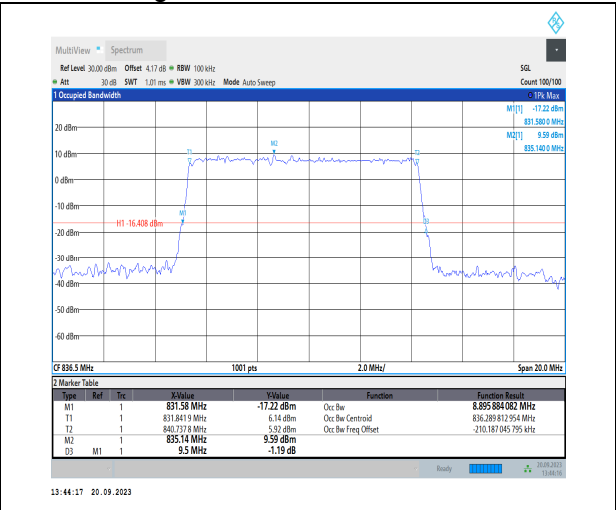 MultiView * Spectrum
Ref Level 30.00 dBm Offset 4.17 dB RBW 100 kHz SGL
Att 30 dB SWT 1.01 ms VBW 300 kHz Mode Auto Sweep Count 100/100
1 Occupied Bandwidth 1Pk Max
M1[1] -17.22 dBm
831.580 0 MHz
M2[1] 9.59 dBm
835.140 0 MHz
20 dBm
M2
10 dBm
T1
T2
0 dBm
-10 dBm
M1
H1 -16.408 dBm
D3
-20 dBm
-30 dBm
-40 dBm
-50 dBm
-60 dBm
CF 836.5 MHz 1001 pts 2.0 MHz/ Span 20.0 MHz
2 Marker Table
Type Ref Trc X-Value Y-Value Function Function Result
M1 1 831.58 MHz -17.22 dBm Occ Bw 8.895 884 082 MHz
T1 1 831.841 9 MHz 6.14 dBm Occ Bw Centroid 836.289 812 954 MHz
T2 1 840.737 8 MHz 5.92 dBm Occ Bw Freq Offset -210.187 045 795 kHz
M2 1 835.14 MHz 9.59 dBm
D3 M1 1 9.5 MHz -1.19 dB
Ready 20.09.2023
13:44:16
13:44:17 20.09.2023